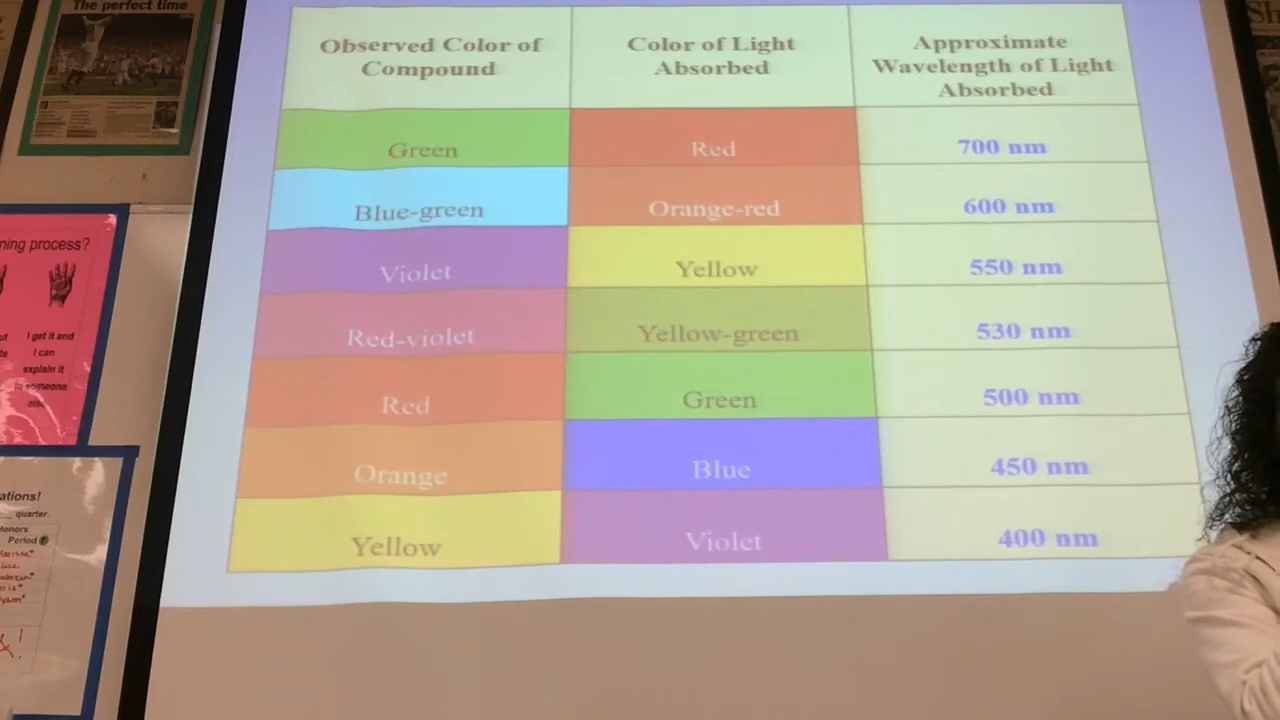 The perfect time
Sh
Observed Color of
Compound
Color of Light
Absorbed
Approximate
Wavelength of Light
Absorbed
Green
Red
700 nm
Blue-green
Orange-red
600 nm
Violet
Yellow
550 nm
Red-violet
Yellow-green
530 nm
Red
Green
500 nm
Orange
Blue
450 nm
Yellow
Violet
400 nm
ning process?
I get it and
I can
explain it
to someone
else
ations!
quarter.
Honors
Period